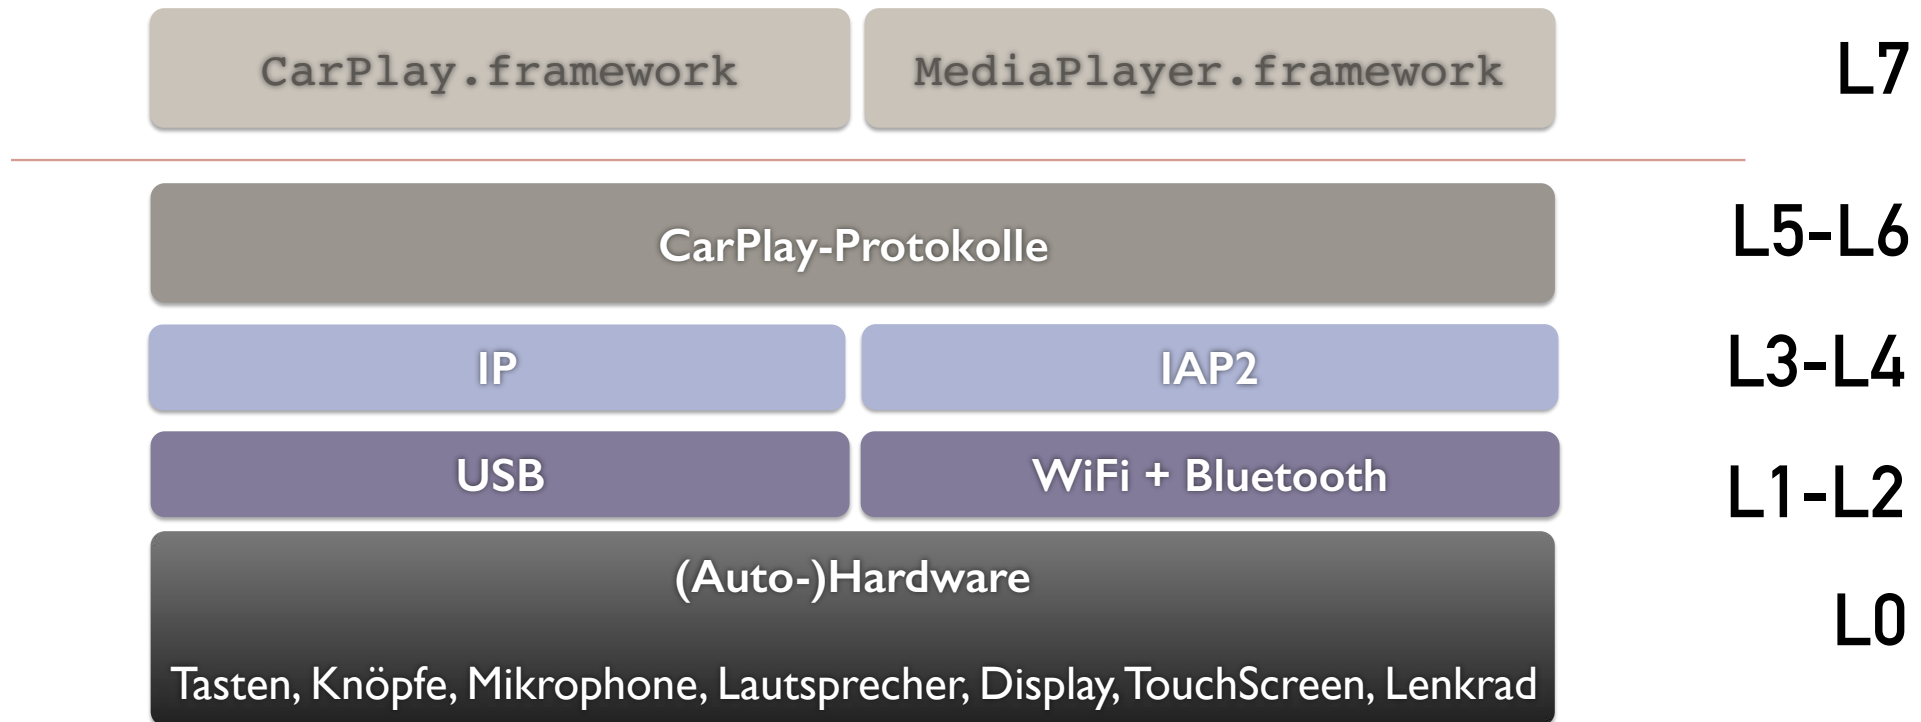 CarPlay.framework MediaPlayer.framework L7
CarPlay-Protokolle L5-L6
IP IAP2 L3-L4
USB WiFi + Bluetooth L1-L2
(Auto-)Hardware
L0
Tasten, Knöpfe, Mikrophone, Lautsprecher, Display, TouchScreen, Lenkrad